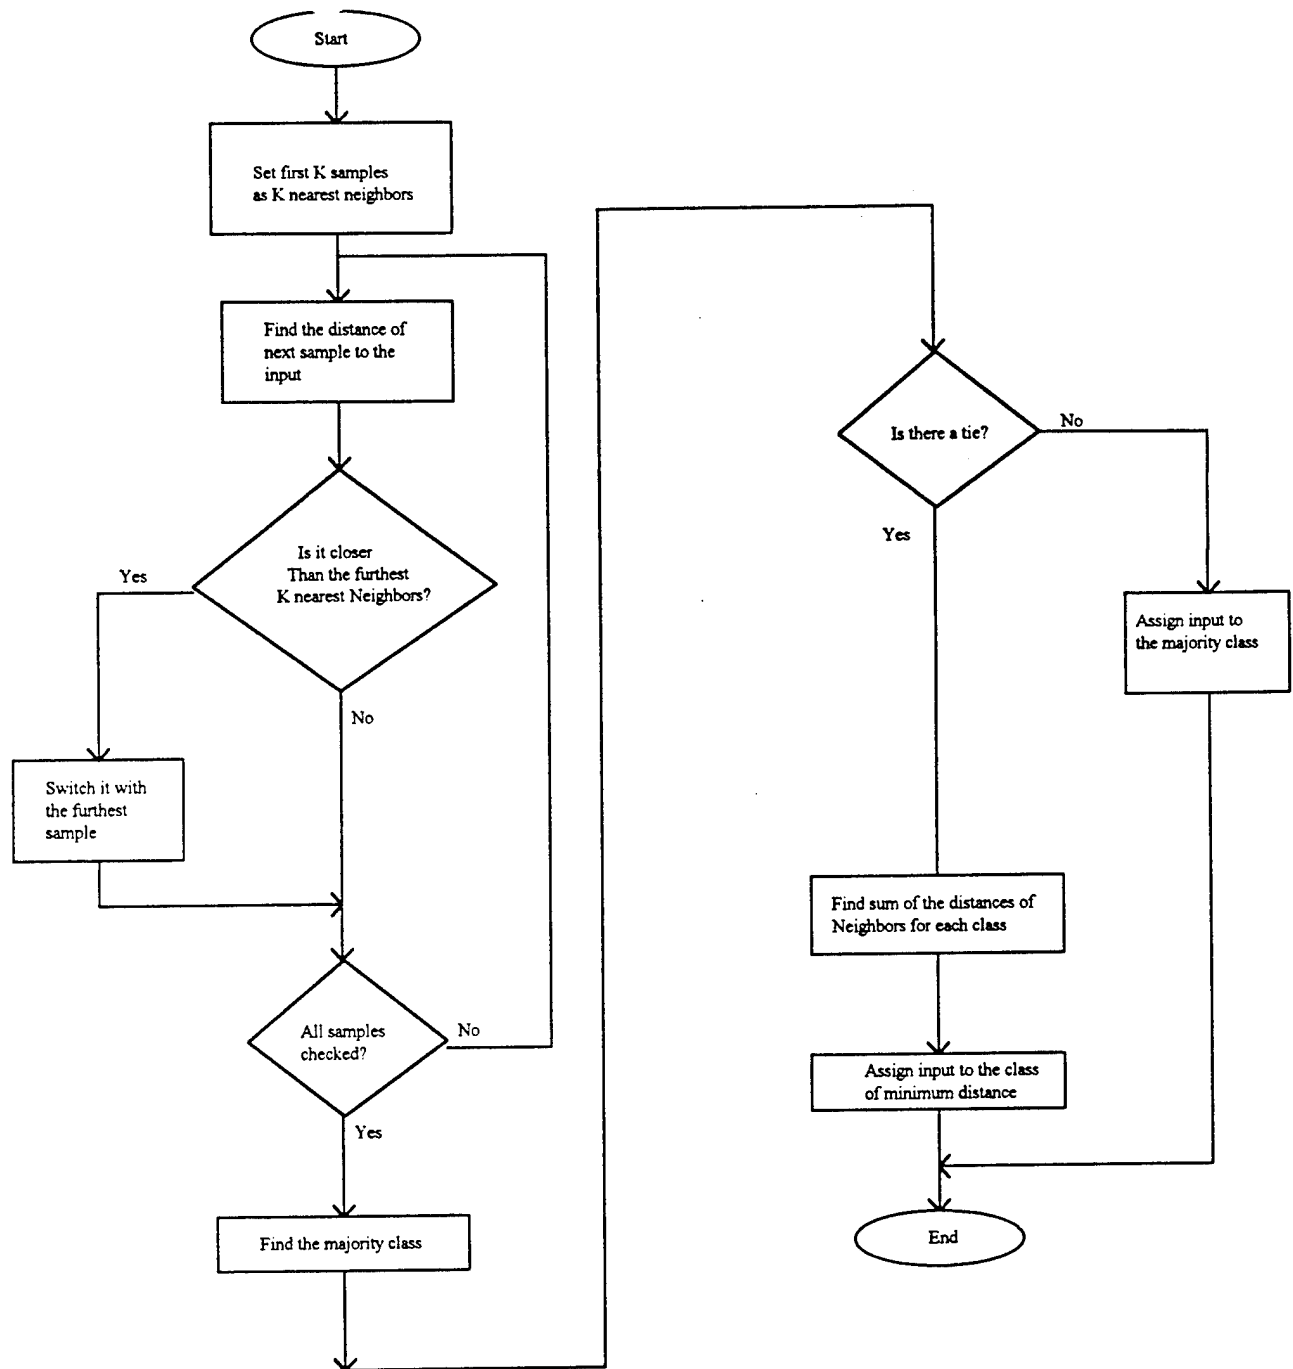 Start
Set first K samples
as K nearest neighbors
Find the distance of
next sample to the
input
Is it closer
Than the furthest
K nearest Neighbors?
Yes
No
Switch it with
the furthest
sample
All samples
checked?
No
Yes
Find the majority class
Is there a tie?
No
Yes
Assign input to
the majority class
Find sum of the distances of
Neighbors for each class
Assign input to the class
of minimum distance
End